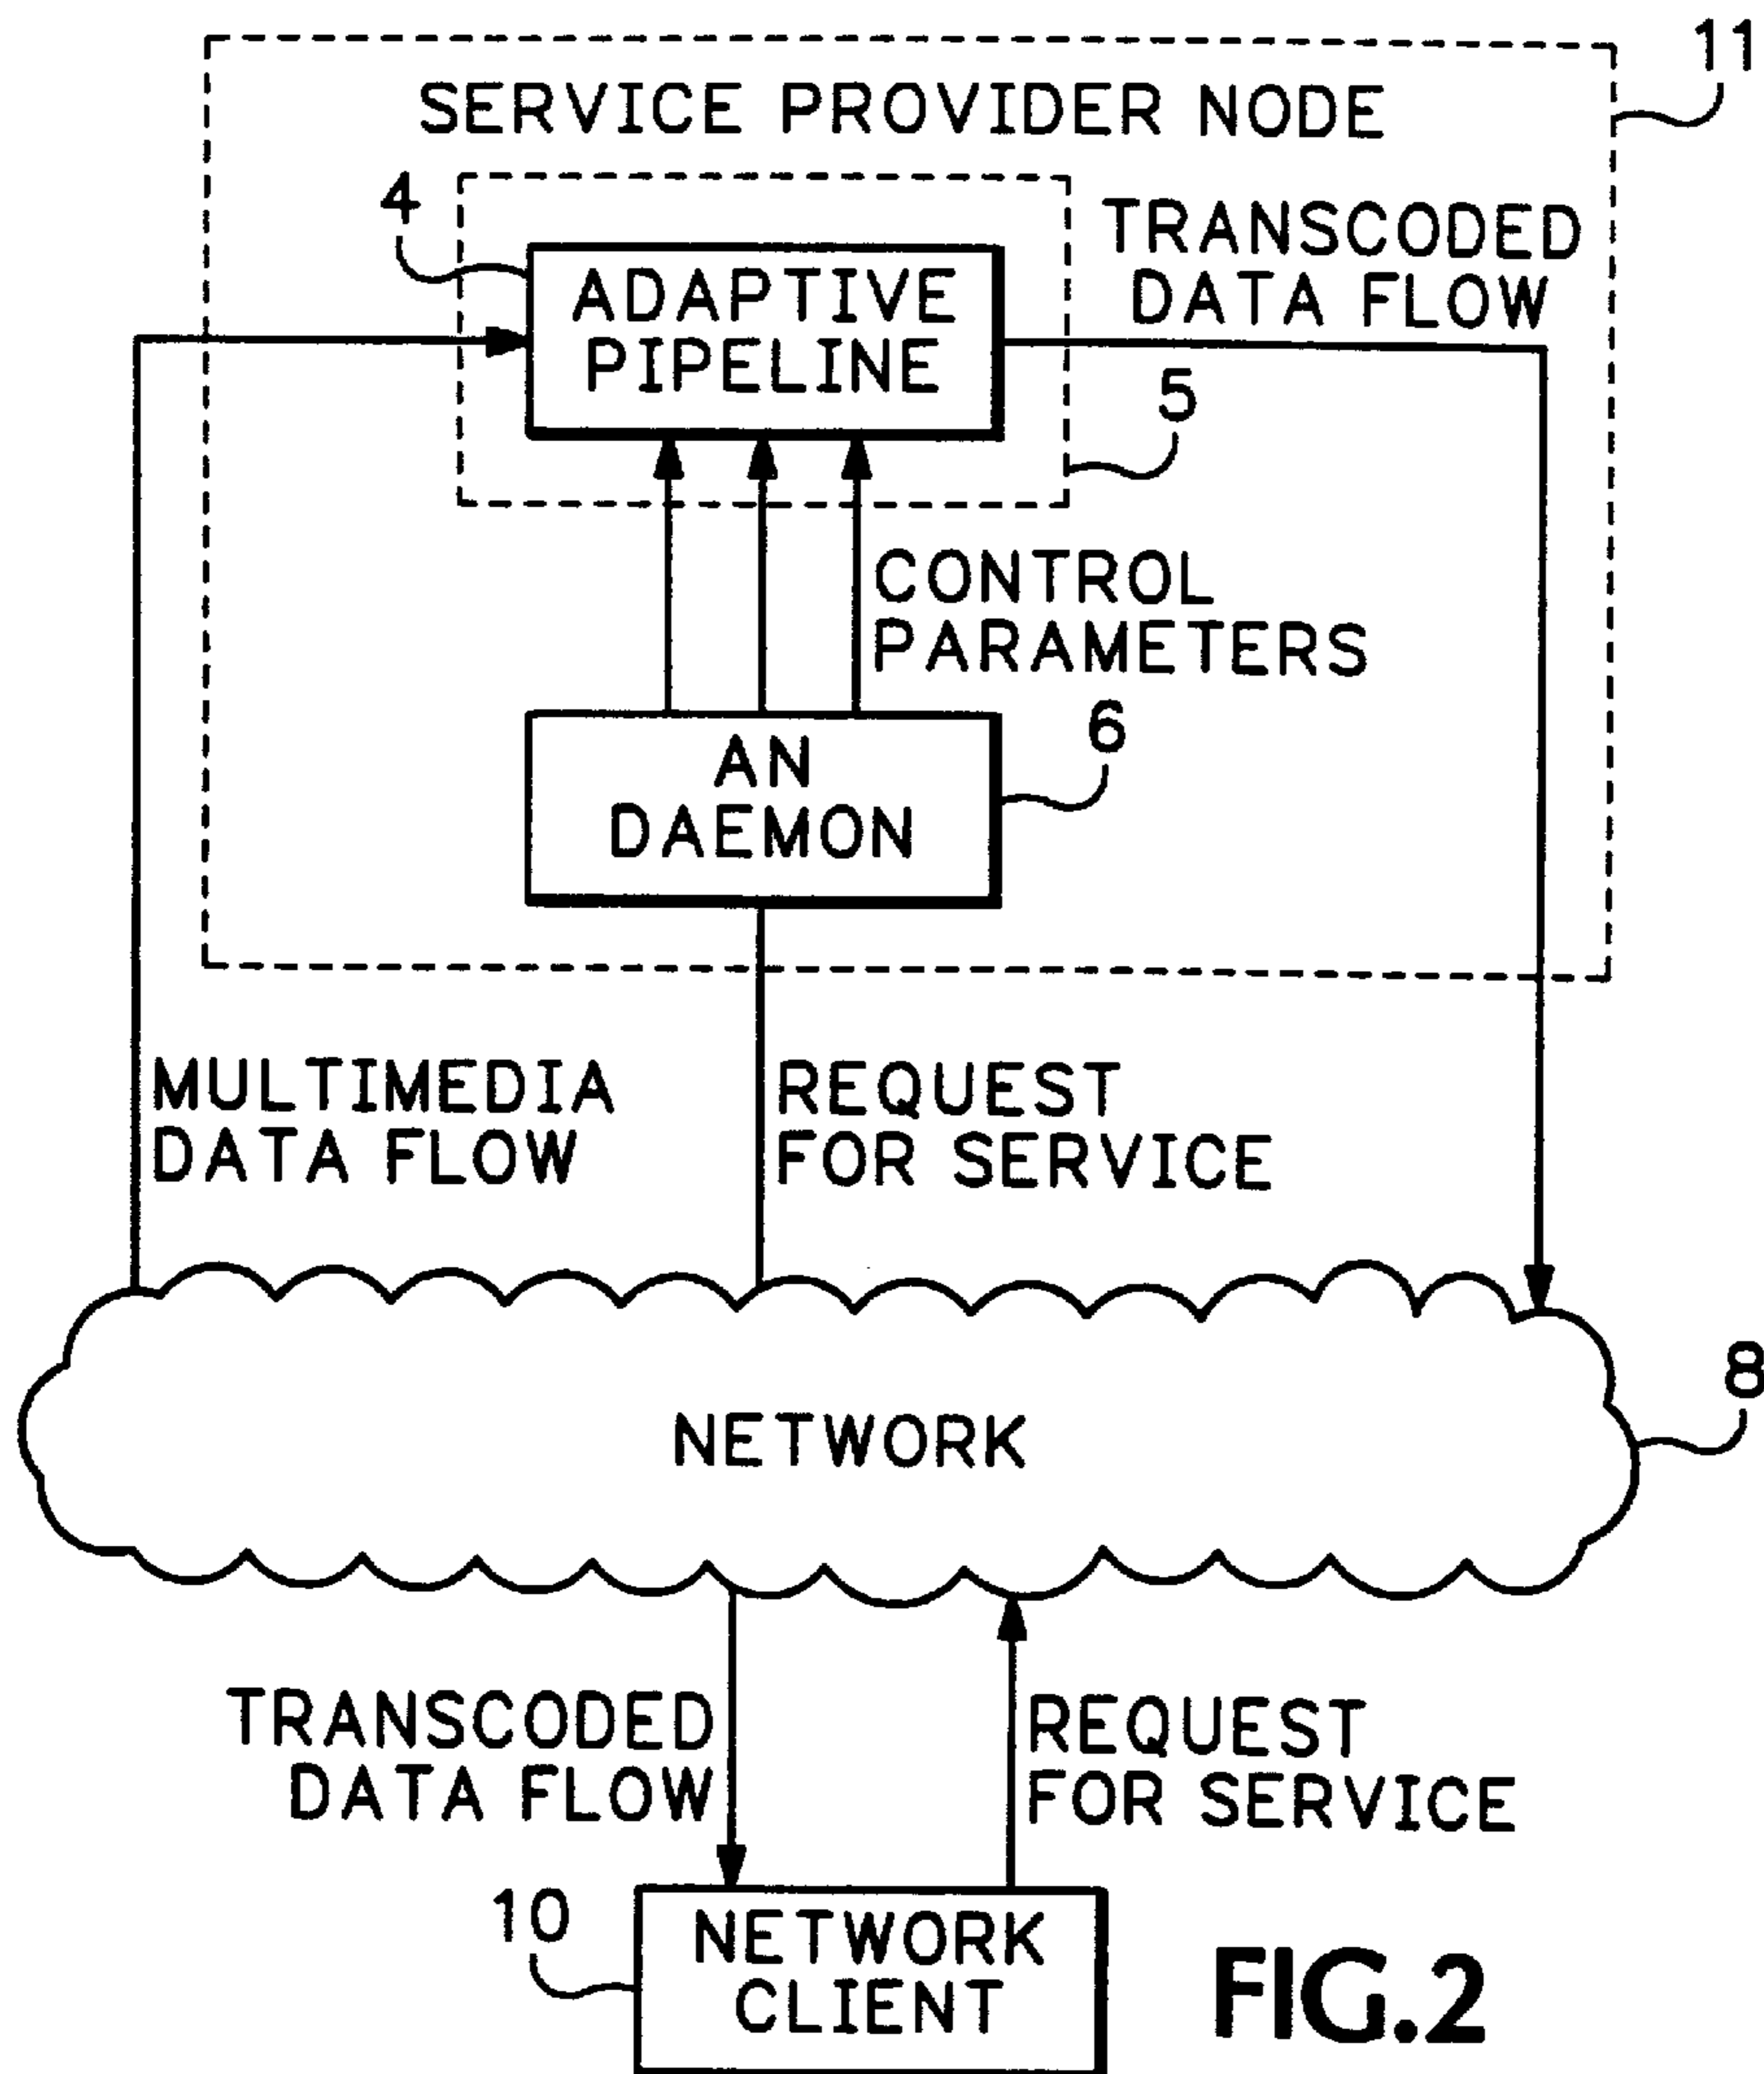 11
SERVICE PROVIDER NODE
4
TRANSCODED
DATA FLOW
ADAPTIVE
PIPELINE
5
CONTROL
PARAMETERS
6
AN
DAEMON
MULTIMEDIA
DATA FLOW
REQUEST
FOR SERVICE
8
NETWORK
TRANSCODED
DATA FLOW
REQUEST
FOR SERVICE
10
NETWORK
CLIENT
FIG.2